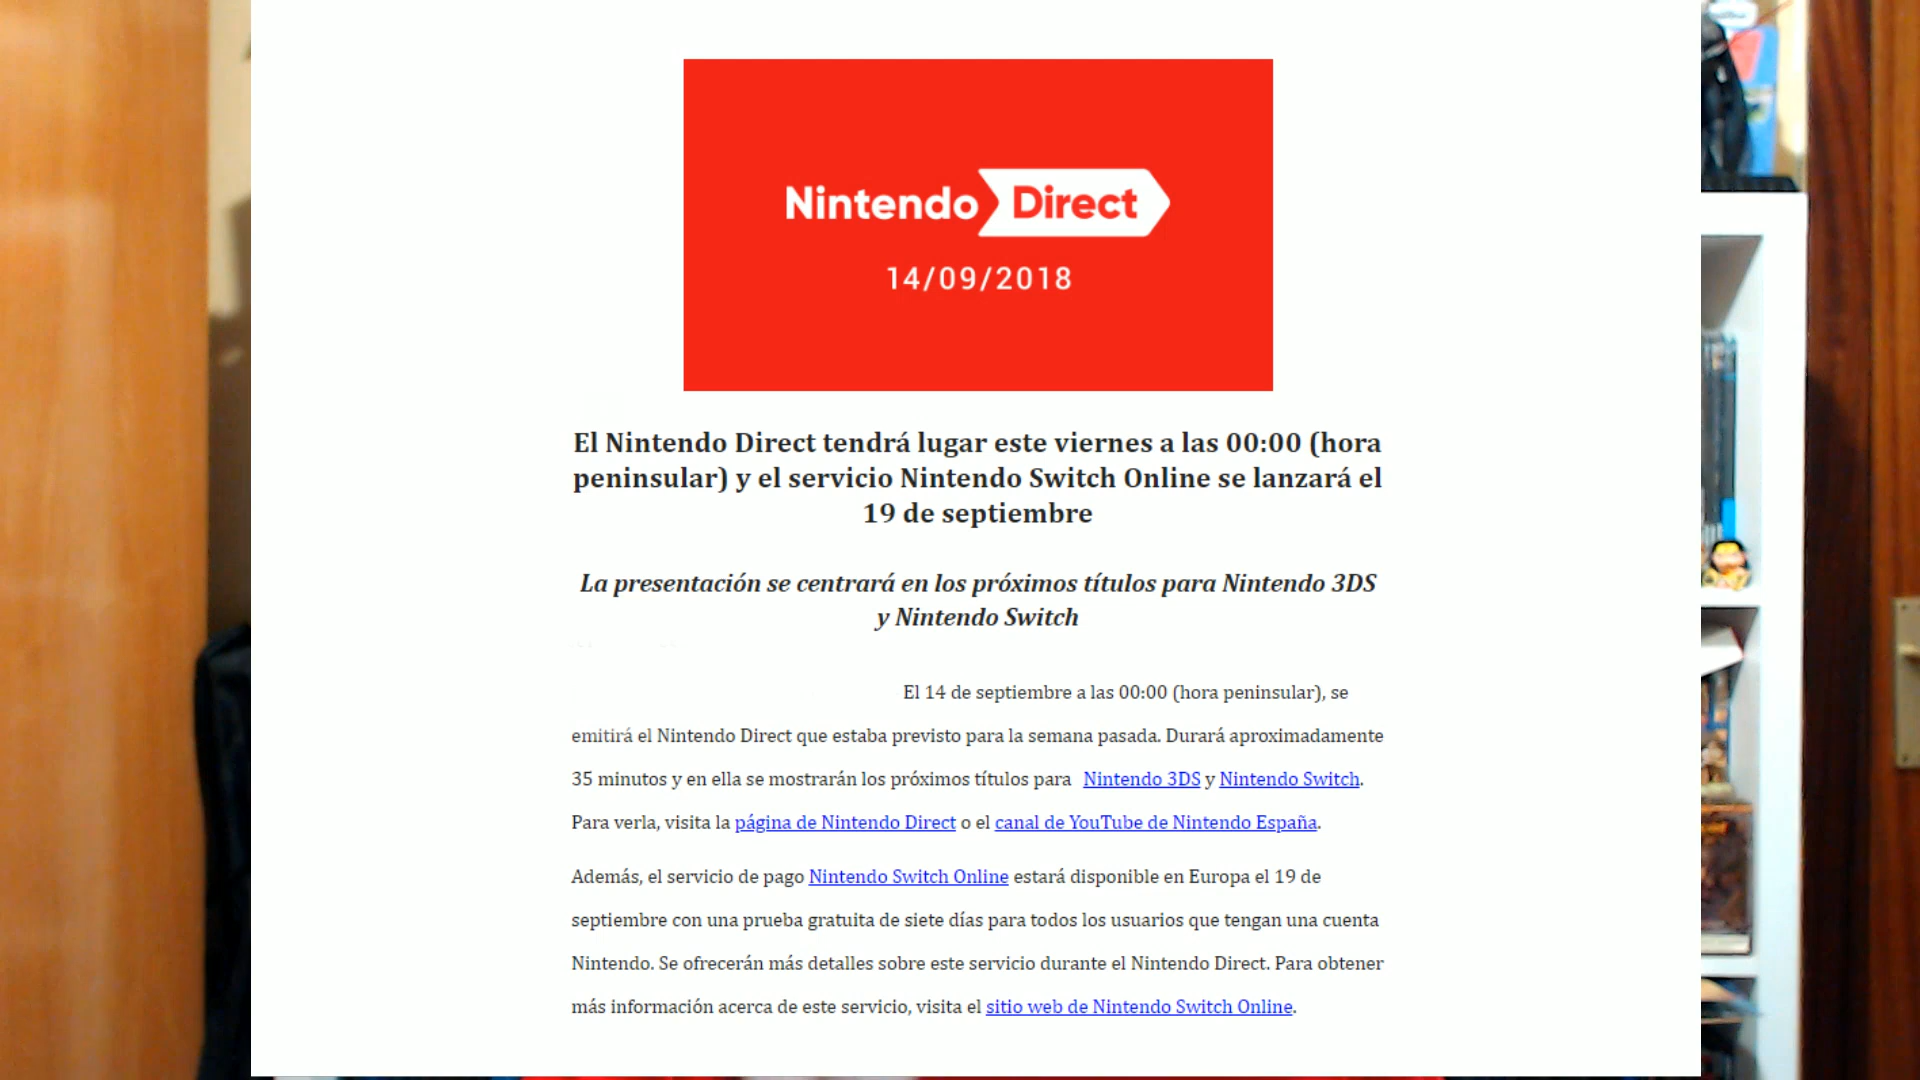 Nintendo Direct
14/09/2018
El Nintendo Direct tendrá lugar este viernes a las 00:00 (hora
peninsular) y el servicio Nintendo Switch Online se lanzará el
19 de septiembre
La presentación se centrará en los próximos títulos para Nintendo 3DS
y Nintendo Switch
El 14 de septiembre a las 00:00 (hora peninsular), se
emitirá el Nintendo Direct que estaba previsto para la semana pasada. Durará aproximadamente
35 minutos y en ella se mostrarán los próximos títulos para Nintendo 3DS y Nintendo Switch.
Para verla, visita la página de Nintendo Direct o el canal de YouTube de Nintendo España.
Además, el servicio de pago Nintendo Switch Online estará disponible en Europa el 19 de
septiembre con una prueba gratuita de siete días para todos los usuarios que tengan una cuenta
Nintendo. Se ofrecerán más detalles sobre este servicio durante el Nintendo Direct. Para obtener
más información acerca de este servicio, visita el sitio web de Nintendo Switch Online.